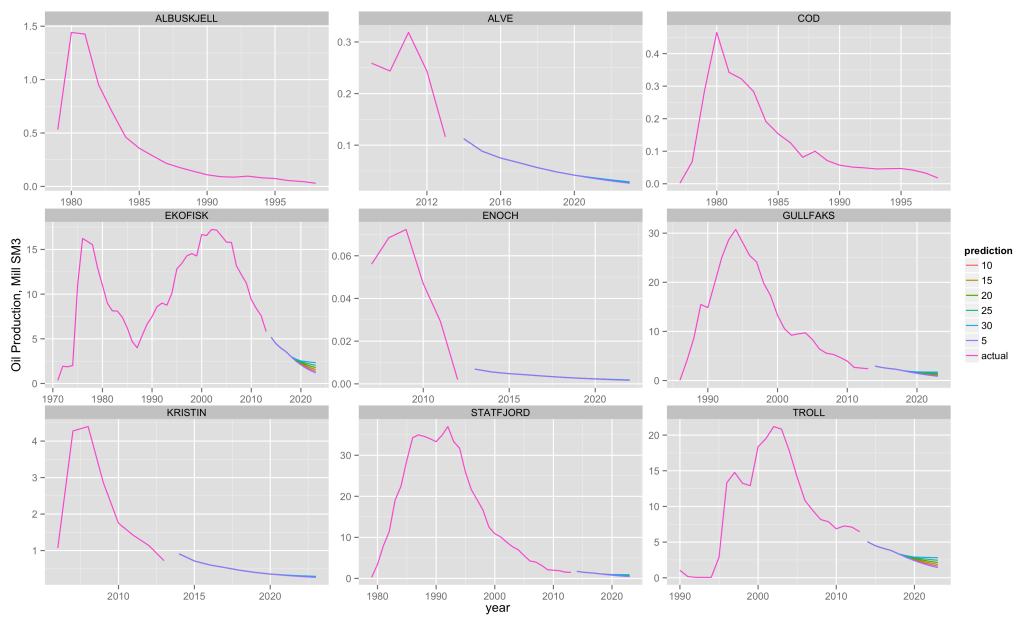 ALBUSKJELL
ALVE
COD
1.5
1.0
0.5
0.0
1980 1985 1990 1995
0.3
0.2
0.1
2012 2016 2020
0.4
0.3
0.2
0.1
0.0
1980 1985 1990 1995
EKOFISK
ENOCH
GULLFAKS
Oil Production, Mill SM3
15
10
5
0
1970 1980 1990 2000 2010 2020
0.06
0.04
0.02
0.00
2010 2015 2020
30
20
10
0
1990 2000 2010 2020
KRISTIN
STATFJORD
TROLL
4
3
2
1
2010 2015 2020
30
20
10
0
1980 1990 2000 2010 2020
20
15
10
5
0
1990 2000 2010 2020
year
prediction
10
15
20
25
30
5
actual